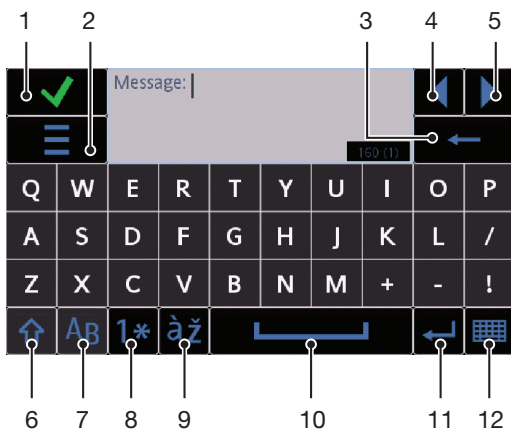 1 2 3 4 5
Message:
160 (1)
Q W E R T Y U I O P
A S D F G H J K L /
Z X C V B N M + - !
AB 1* àž
6 7 8 9 10 11 12